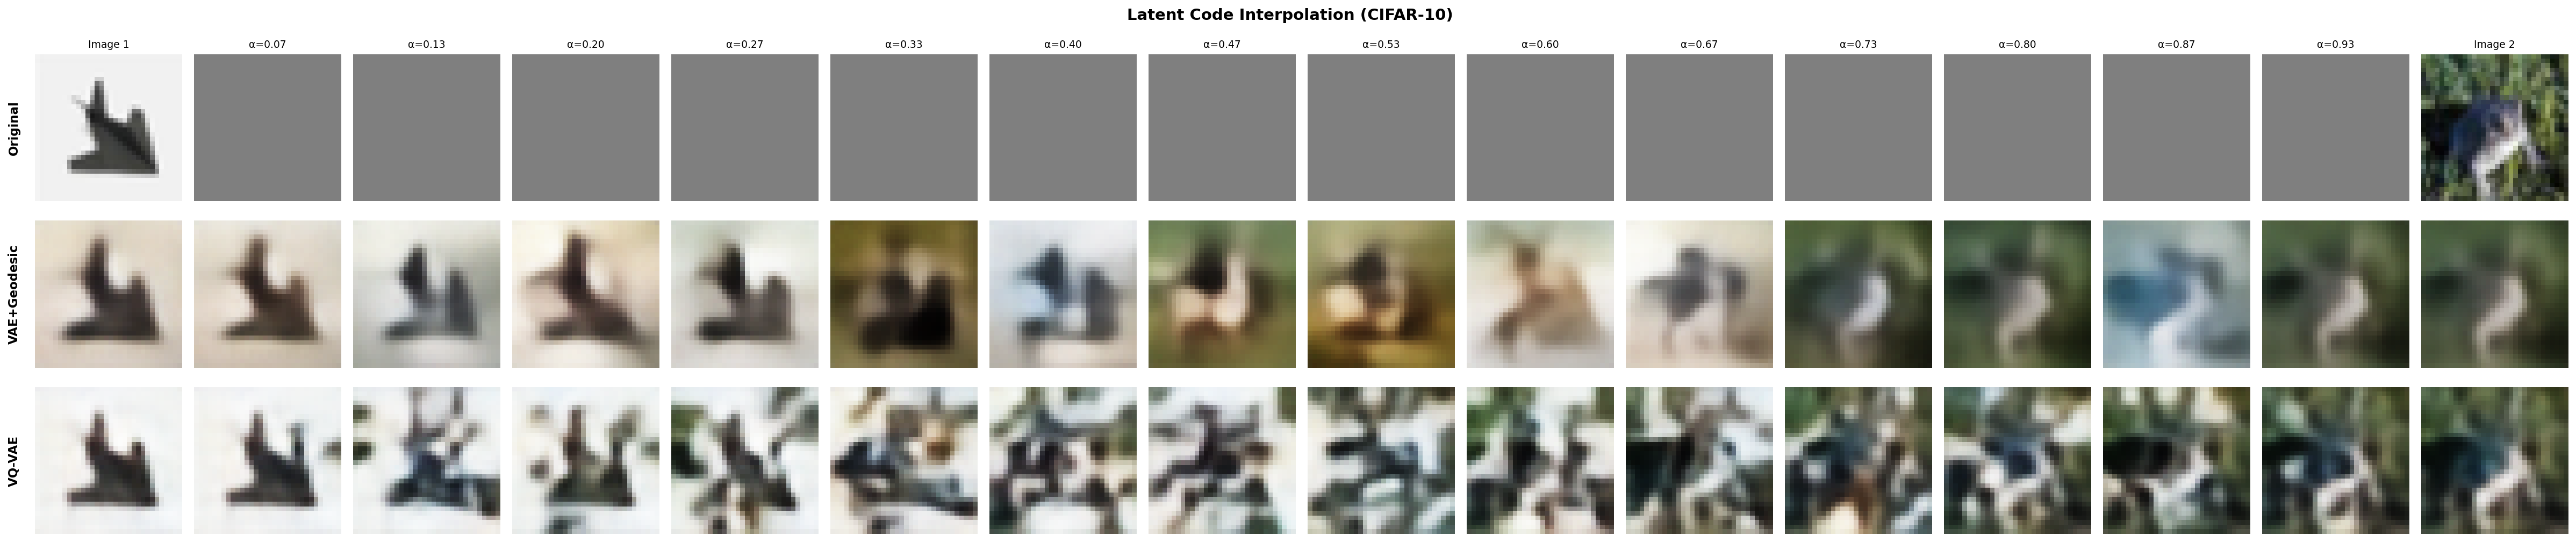 Latent Code Interpolation (CIFAR-10)
Image 1 α=0.07 α=0.13 α=0.20 α=0.27 α=0.33 α=0.40 α=0.47 α=0.53 α=0.60 α=0.67 α=0.73 α=0.80 α=0.87 α=0.93 Image 2
Original
VAE+Geodesic
VQ-VAE